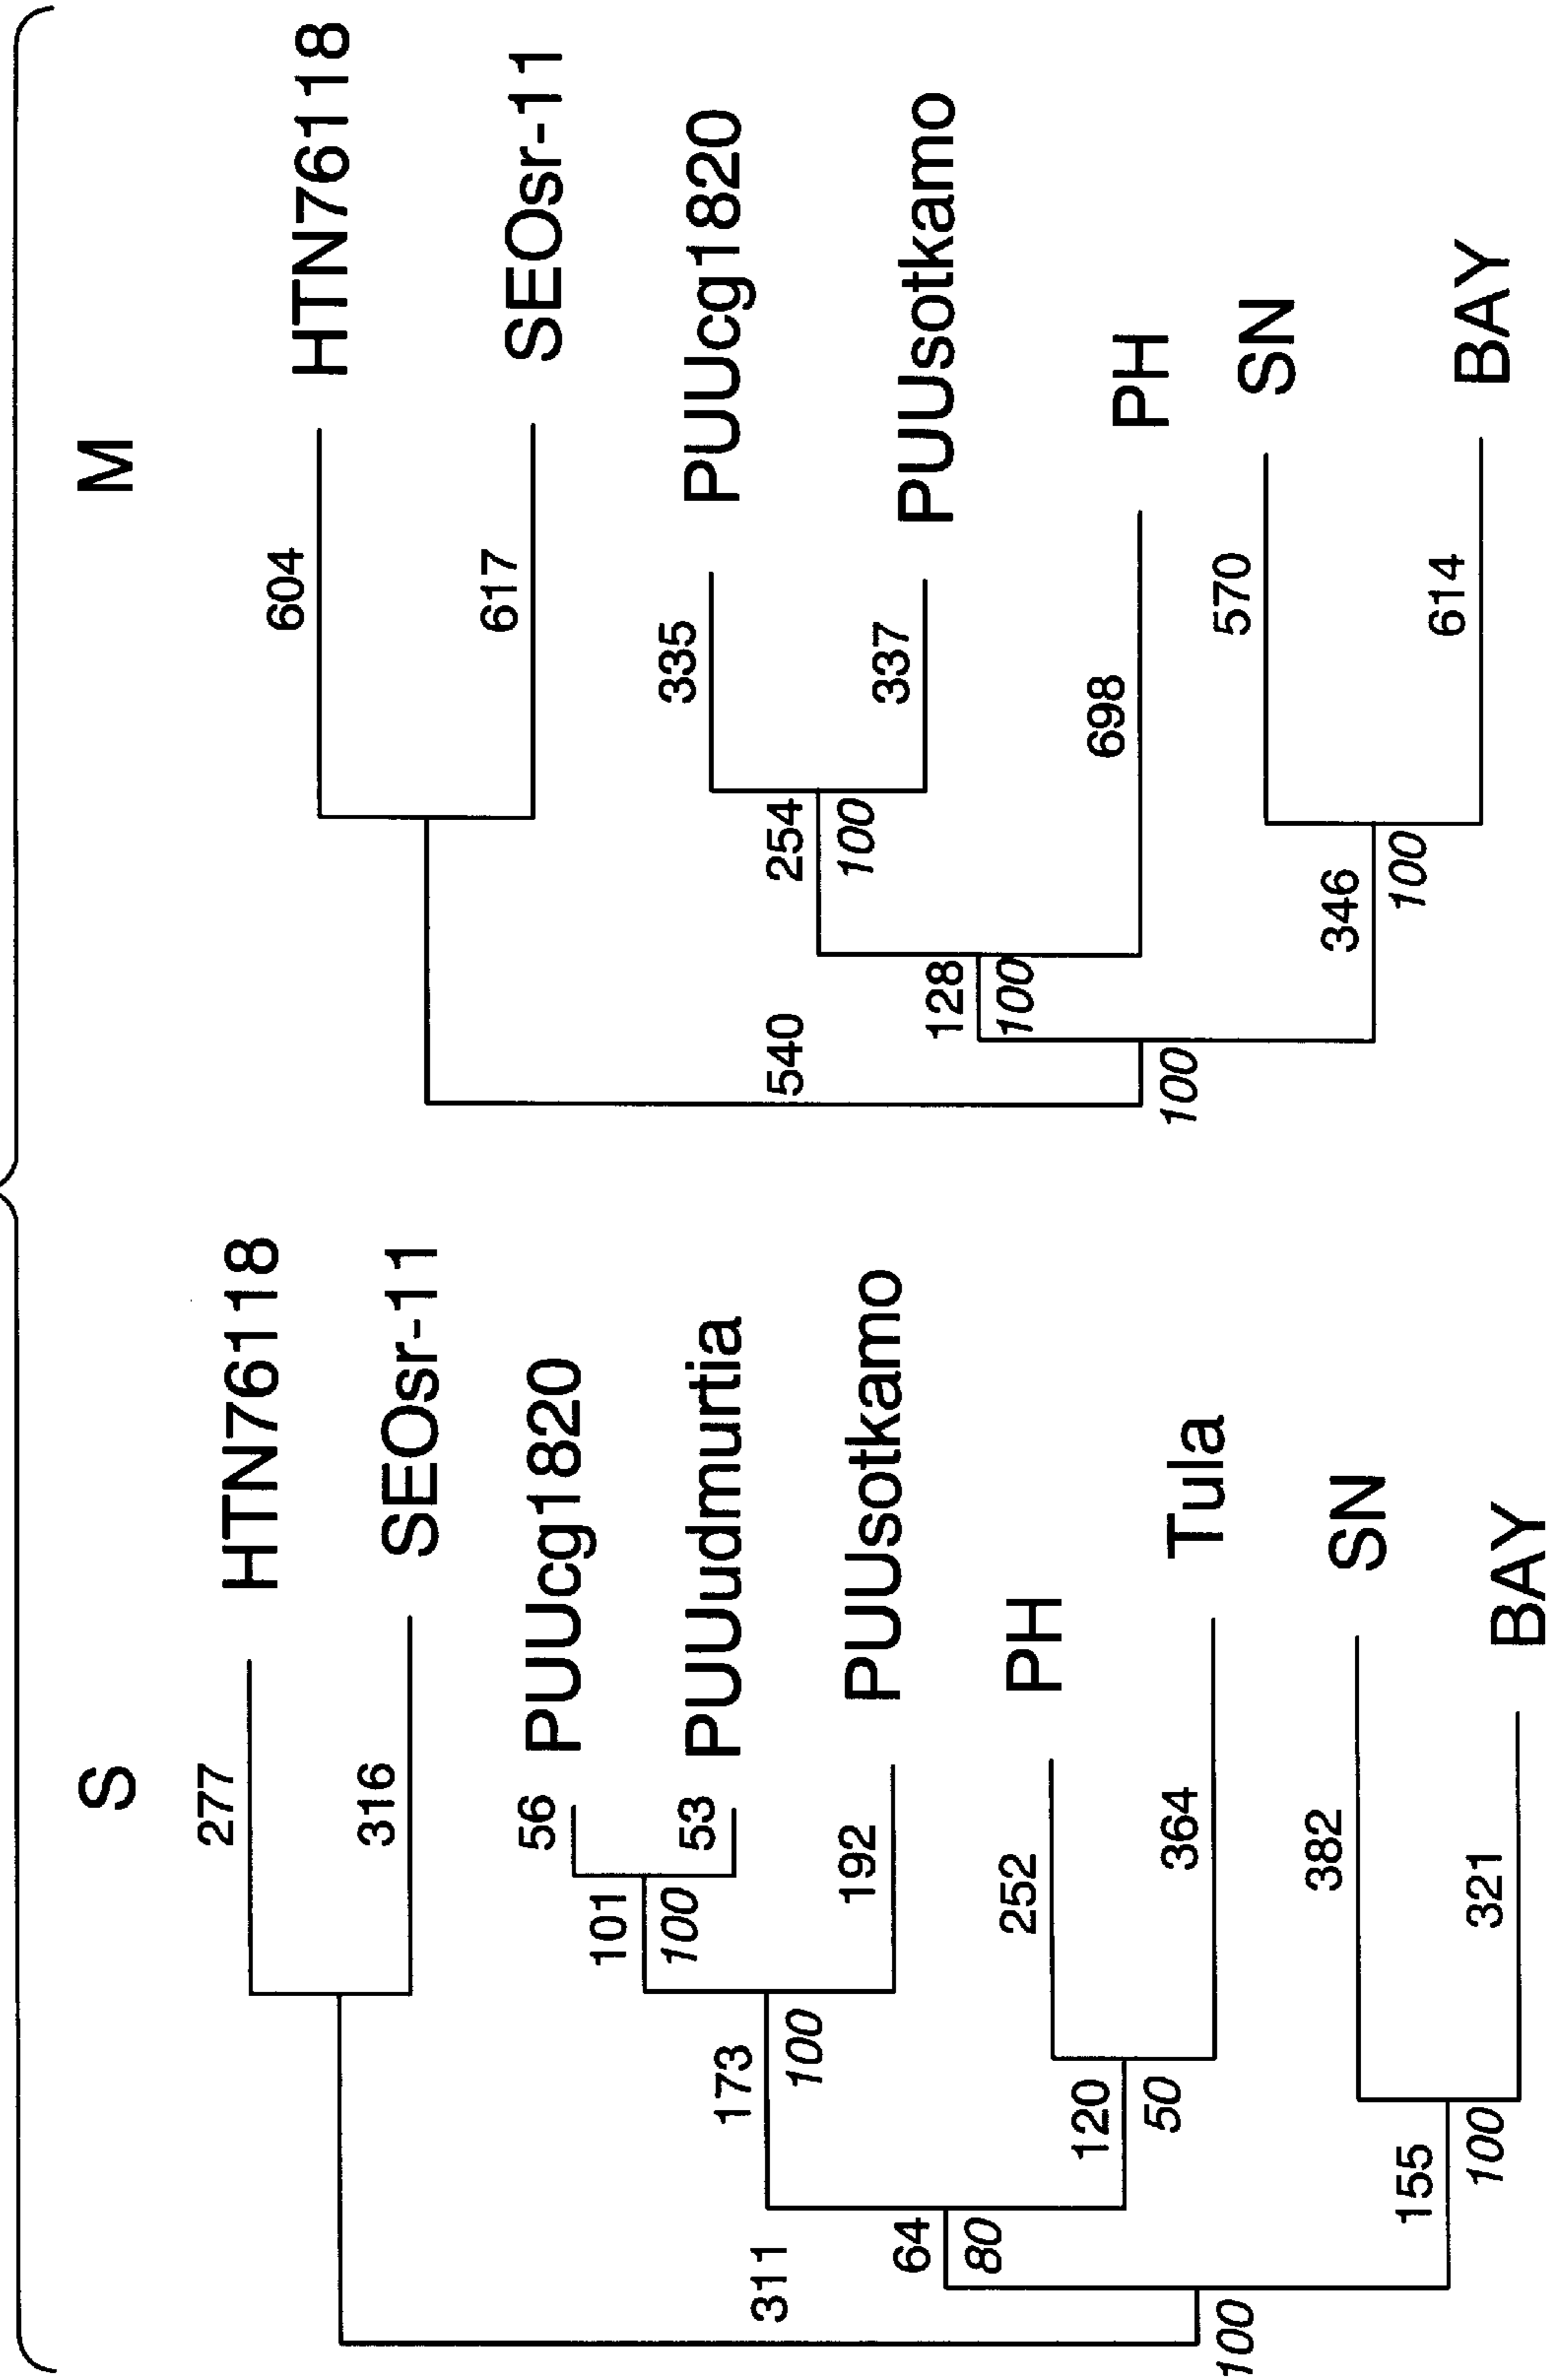 S
277
HTN76118
316
SEOsr-11
56
PUUcg1820
101
100
53
PUUudmurtia
173
100
192
PUUsotkamo
311
64
80
252
PH
120
50
364
Tula
100
382
SN
155
100
321
BAY
M
604
HTN76118
617
SEOsr-11
335
PUUcg1820
254
100
337
PUUsotkamo
540
128
100
698
PH
100
570
SN
346
100
614
BAY